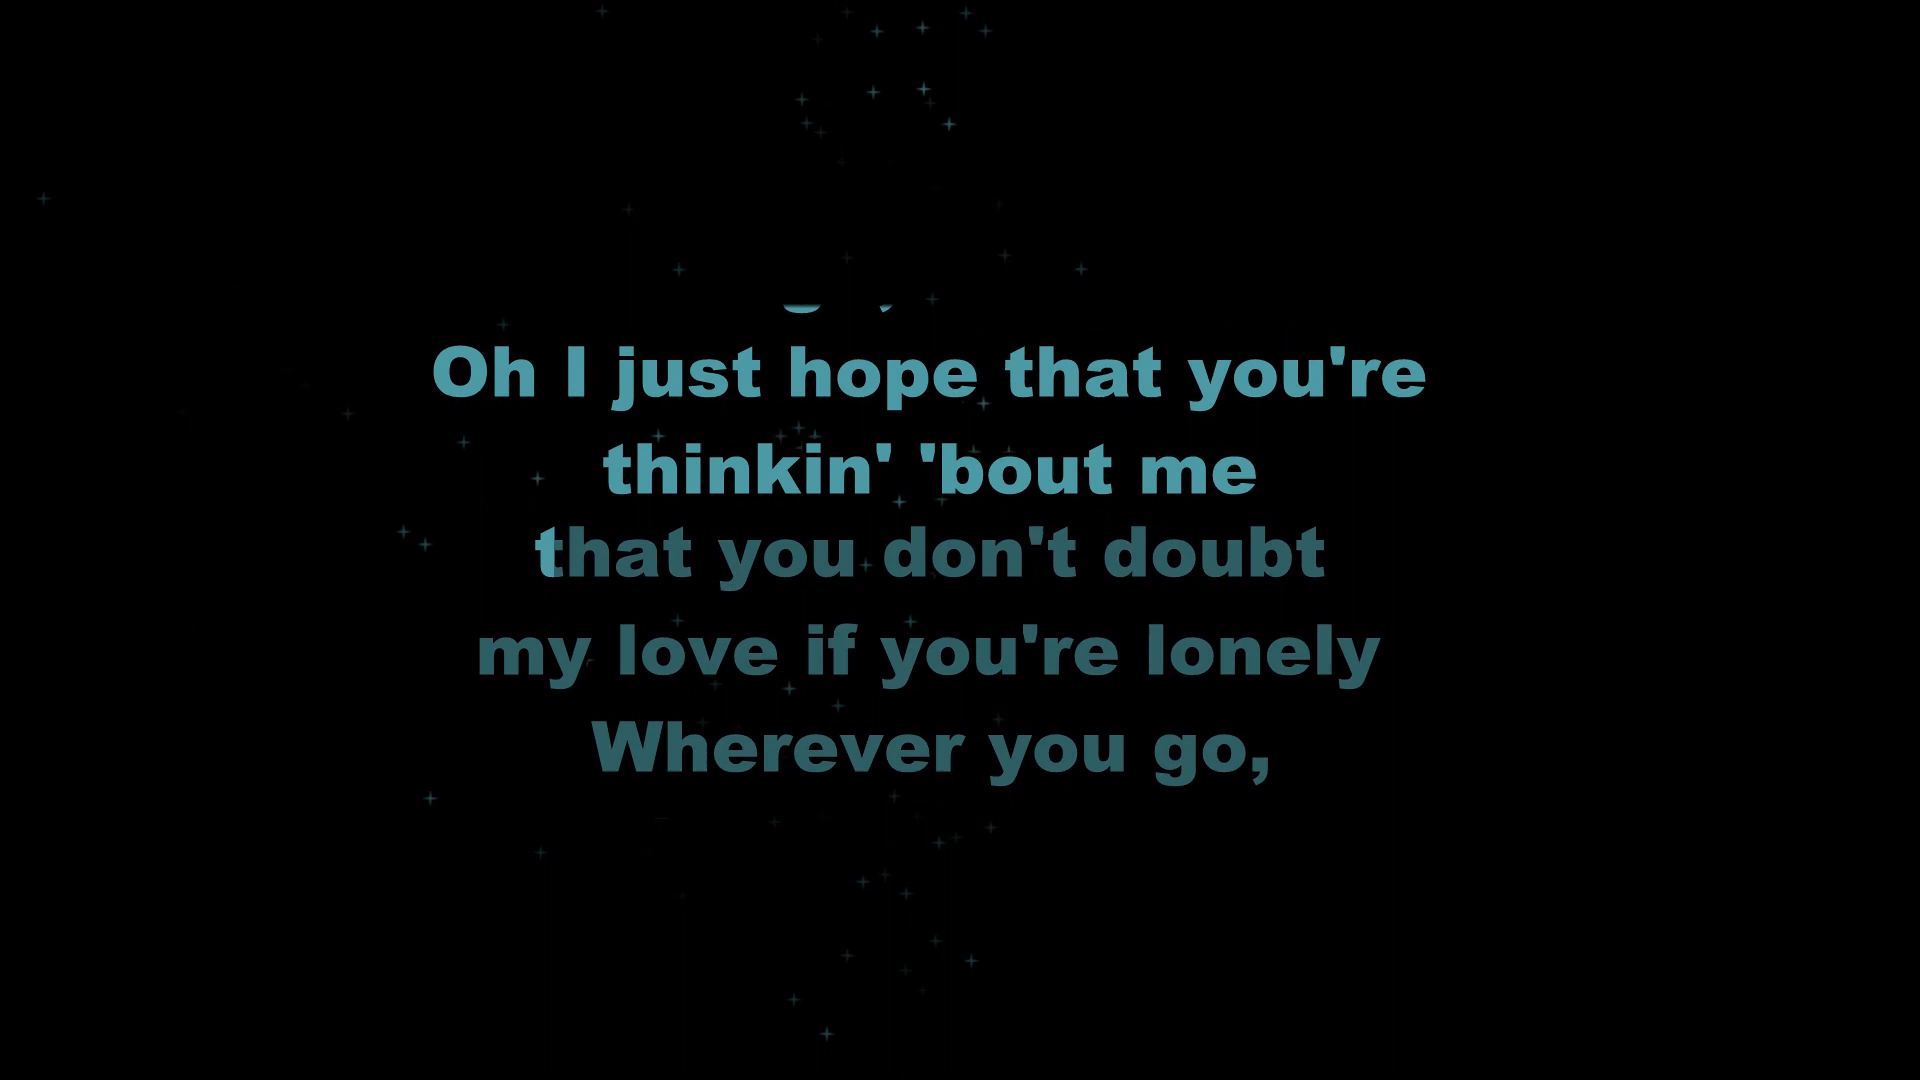 Oh I just hope that you're
thinkin' 'bout me
that you don't doubt
my love if you're lonely
Wherever you go,